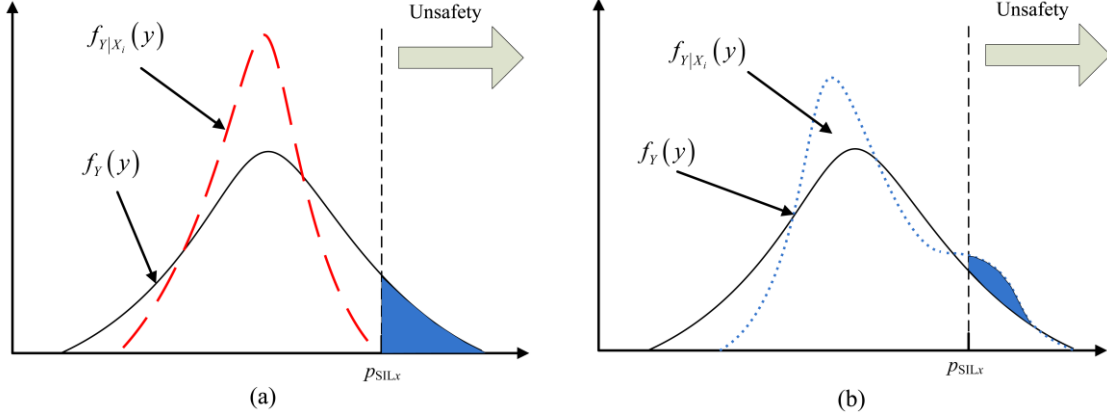 Unsafety
f_{Y|X_i}(y)
f_Y(y)
p_{SILx}
(a)
Unsafety
f_{Y|X_i}(y)
f_Y(y)
p_{SILx}
(b)